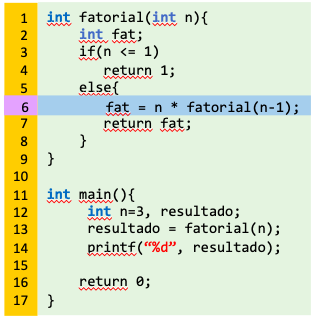 1 int fatorial(int n){
2 int fat;
3 if(n <= 1)
4 return 1;
5 else{
6 fat = n * fatorial(n-1);
7 return fat;
8 }
9 }
10
11 int main(){
12 int n=3, resultado;
13 resultado = fatorial(n);
14 printf(“%d”, resultado);
15
16 return 0;
17 }